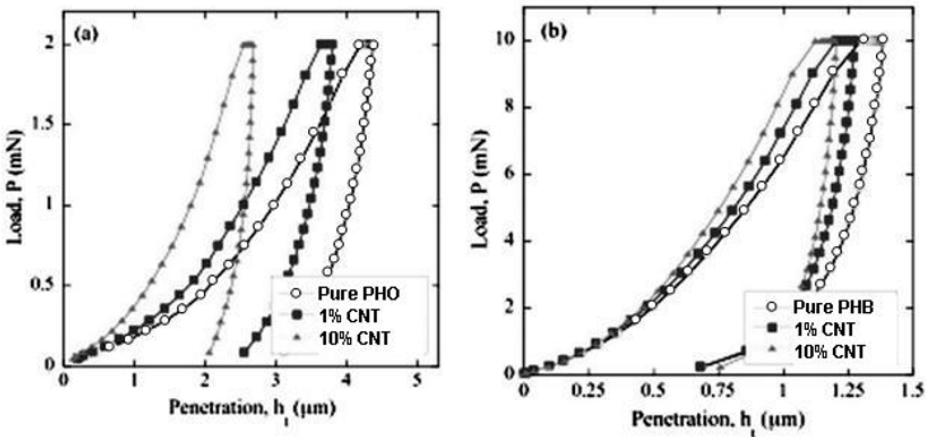 (a)
2
1.5
1
0.5
0
Load, P (mN)
Pure PHO
1% CNT
10% CNT
0 1 2 3 4 5
Penetration, h_t (μm)
(b)
10
8
6
4
2
0
Load, P (mN)
Pure PHB
1% CNT
10% CNT
0 0.25 0.5 0.75 1 1.25 1.5
Penetration, h_t (μm)